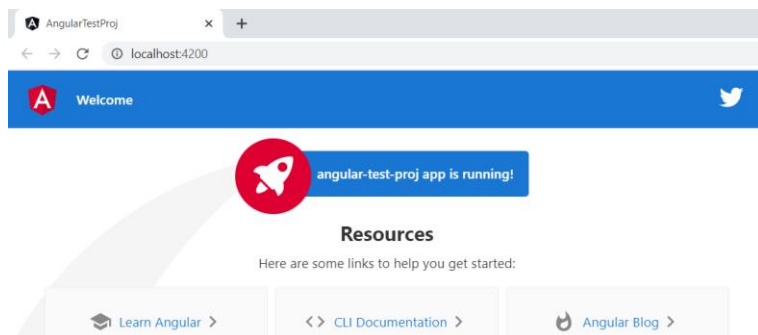 AngularTestProj
localhost:4200
Welcome
angular-test-proj app is running!
Resources
Here are some links to help you get started:
Learn Angular
CLI Documentation
Angular Blog